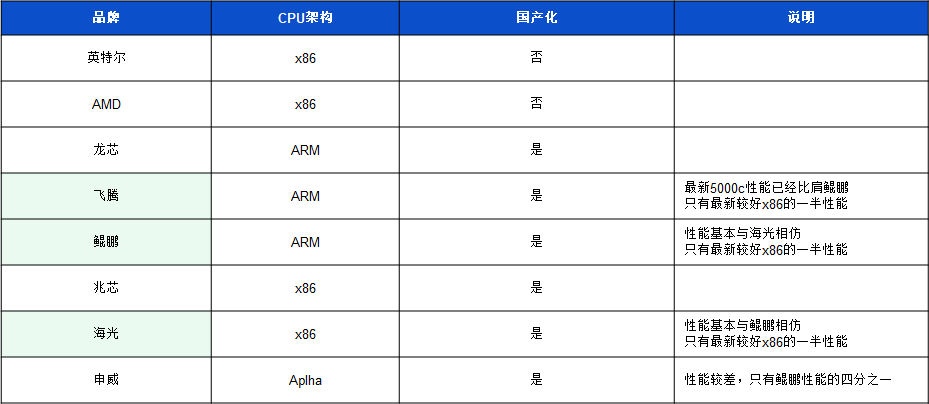 品牌 CPU架构 国产化 说明
英特尔 x86 否
AMD x86 否
龙芯 ARM 是
飞腾 ARM 是 最新5000c性能已经比肩鲲鹏
只有最新较好x86的一半性能
鲲鹏 ARM 是 性能基本与海光相仿
只有最新较好x86的一半性能
兆芯 x86 是
海光 x86 是 性能基本与鲲鹏相仿
只有最新较好x86的一半性能
申威 Aplha 是 性能较差，只有鲲鹏性能的四分之一